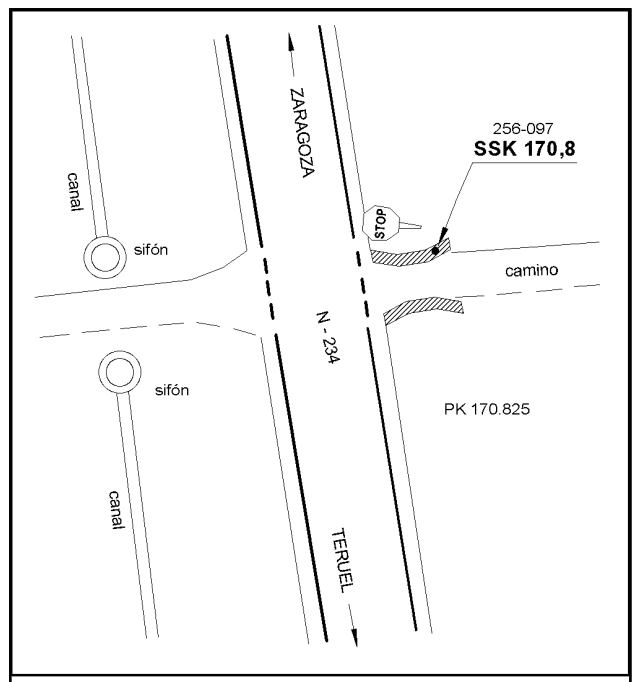 ZARAGOZA
256-097
SSK 170,8
canal
STOP
sifón
camino
N - 234
sifón
PK 170.825
canal
TERUEL